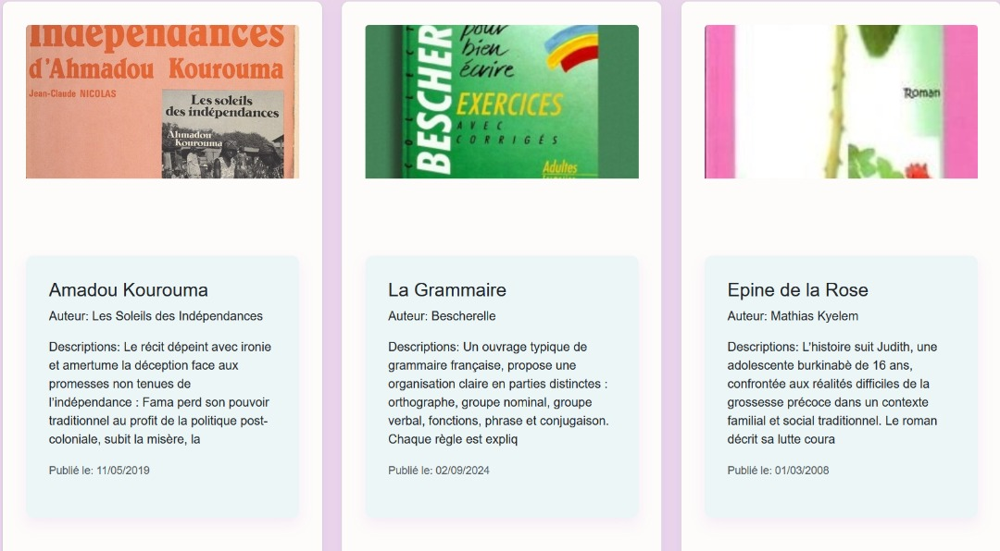 Indépendances
d'Ahmadou Kourouma
Jean-Claude NICOLAS
Les soleils
des indépendances
Ahmadou
Kourouma
BESCHER
pour
bien
écrire
EXERCICES
AVEC
CORRIGÉS
Adultes
Roman
Amadou Kourouma
Auteur: Les Soleils des Indépendances
Descriptions: Le récit dépeint avec ironie
et amertume la déception face aux
promesses non tenues de
l'indépendance : Fama perd son pouvoir
traditionnel au profit de la politique post-
coloniale, subit la misère, la
Publié le: 11/05/2019
La Grammaire
Auteur: Bescherelle
Descriptions: Un ouvrage typique de
grammaire française, propose une
organisation claire en parties distinctes :
orthographe, groupe nominal, groupe
verbal, fonctions, phrase et conjugaison.
Chaque règle est expliq
Publié le: 02/09/2024
Epine de la Rose
Auteur: Mathias Kyelem
Descriptions: L'histoire suit Judith, une
adolescente burkinabè de 16 ans,
confrontée aux réalités difficiles de la
grossesse précoce dans un contexte
familial et social traditionnel. Le roman
décrit sa lutte coura
Publié le: 01/03/2008